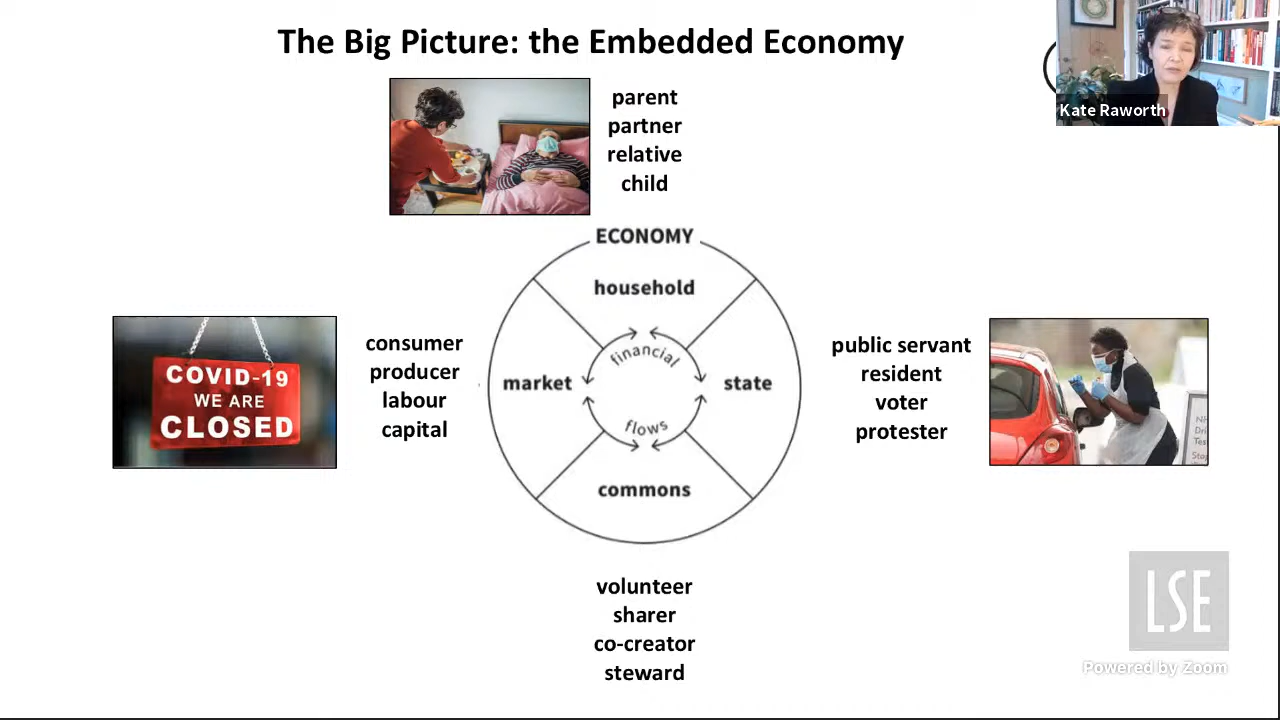 The Big Picture: the Embedded Economy
Kate Raworth
parent
partner
relative
child
ECONOMY
household
financial
market
state
flows
commons
COVID-19
WE ARE
CLOSED
consumer
producer
labour
capital
public servant
resident
voter
protester
volunteer
sharer
co-creator
steward
LSE
Powered by Zoom